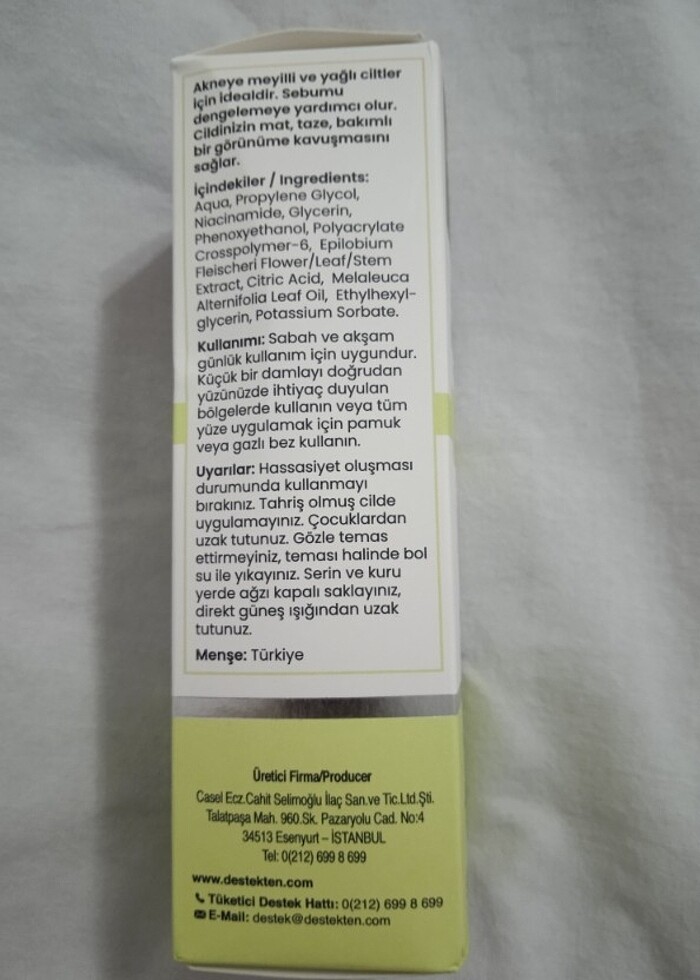 Akneye meyilli ve yağlı ciltler
için idealdir. Sebumu
dengelemeye yardımcı olur.
Cildinizin mat, taze, bakımlı
bir görünüme kavuşmasını
sağlar.
İçindekiler / Ingredients:
Aqua, Propylene Glycol,
Niacinamide, Glycerin,
Phenoxyethanol, Polyacrylate
Crosspolymer-6, Epilobium
Fleischeri Flower/Leaf/Stem
Extract, Citric Acid, Melaleuca
Alternifolia Leaf Oil, Ethylhexyl-
glycerin, Potassium Sorbate.
Kullanımı: Sabah ve akşam
günlük kullanım için uygundur.
Küçük bir damlayı doğrudan
yüzünüzde ihtiyaç duyulan
bölgelerde kullanın veya tüm
yüze uygulamak için pamuk
veya gazlı bez kullanın.
Uyarılar: Hassasiyet oluşması
durumunda kullanmayı
bırakınız. Tahriş olmuş cilde
uygulamayınız. Çocuklardan
uzak tutunuz. Gözle temas
ettirmeyiniz, teması halinde bol
su ile yıkayınız. Serin ve kuru
yerde ağzı kapalı saklayınız,
direkt güneş ışığından uzak
tutunuz.
Menşe: Türkiye
Üretici Firma/Producer
Casel Ecz.Cahit Selimoğlu İlaç San.ve Tic.Ltd.Şti.
Talatpaşa Mah. 960.Sk. Pazaryolu Cad. No:4
34513 Esenyurt – İSTANBUL
Tel: 0(212) 699 8 699
www.destekten.com
Tüketici Destek Hattı: 0(212) 699 8 699
E-Mail: destek@destekten.com